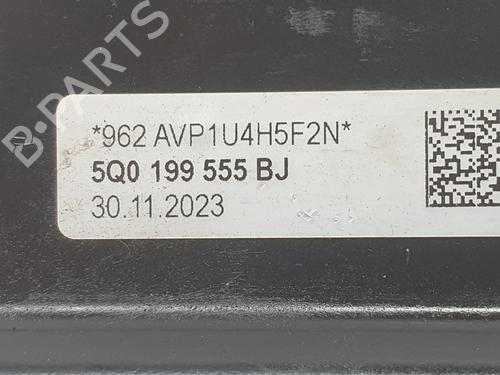 B-PARTS
*962 AVP1U4H5F2N*
5Q0 199 555 BJ
30.11.2023